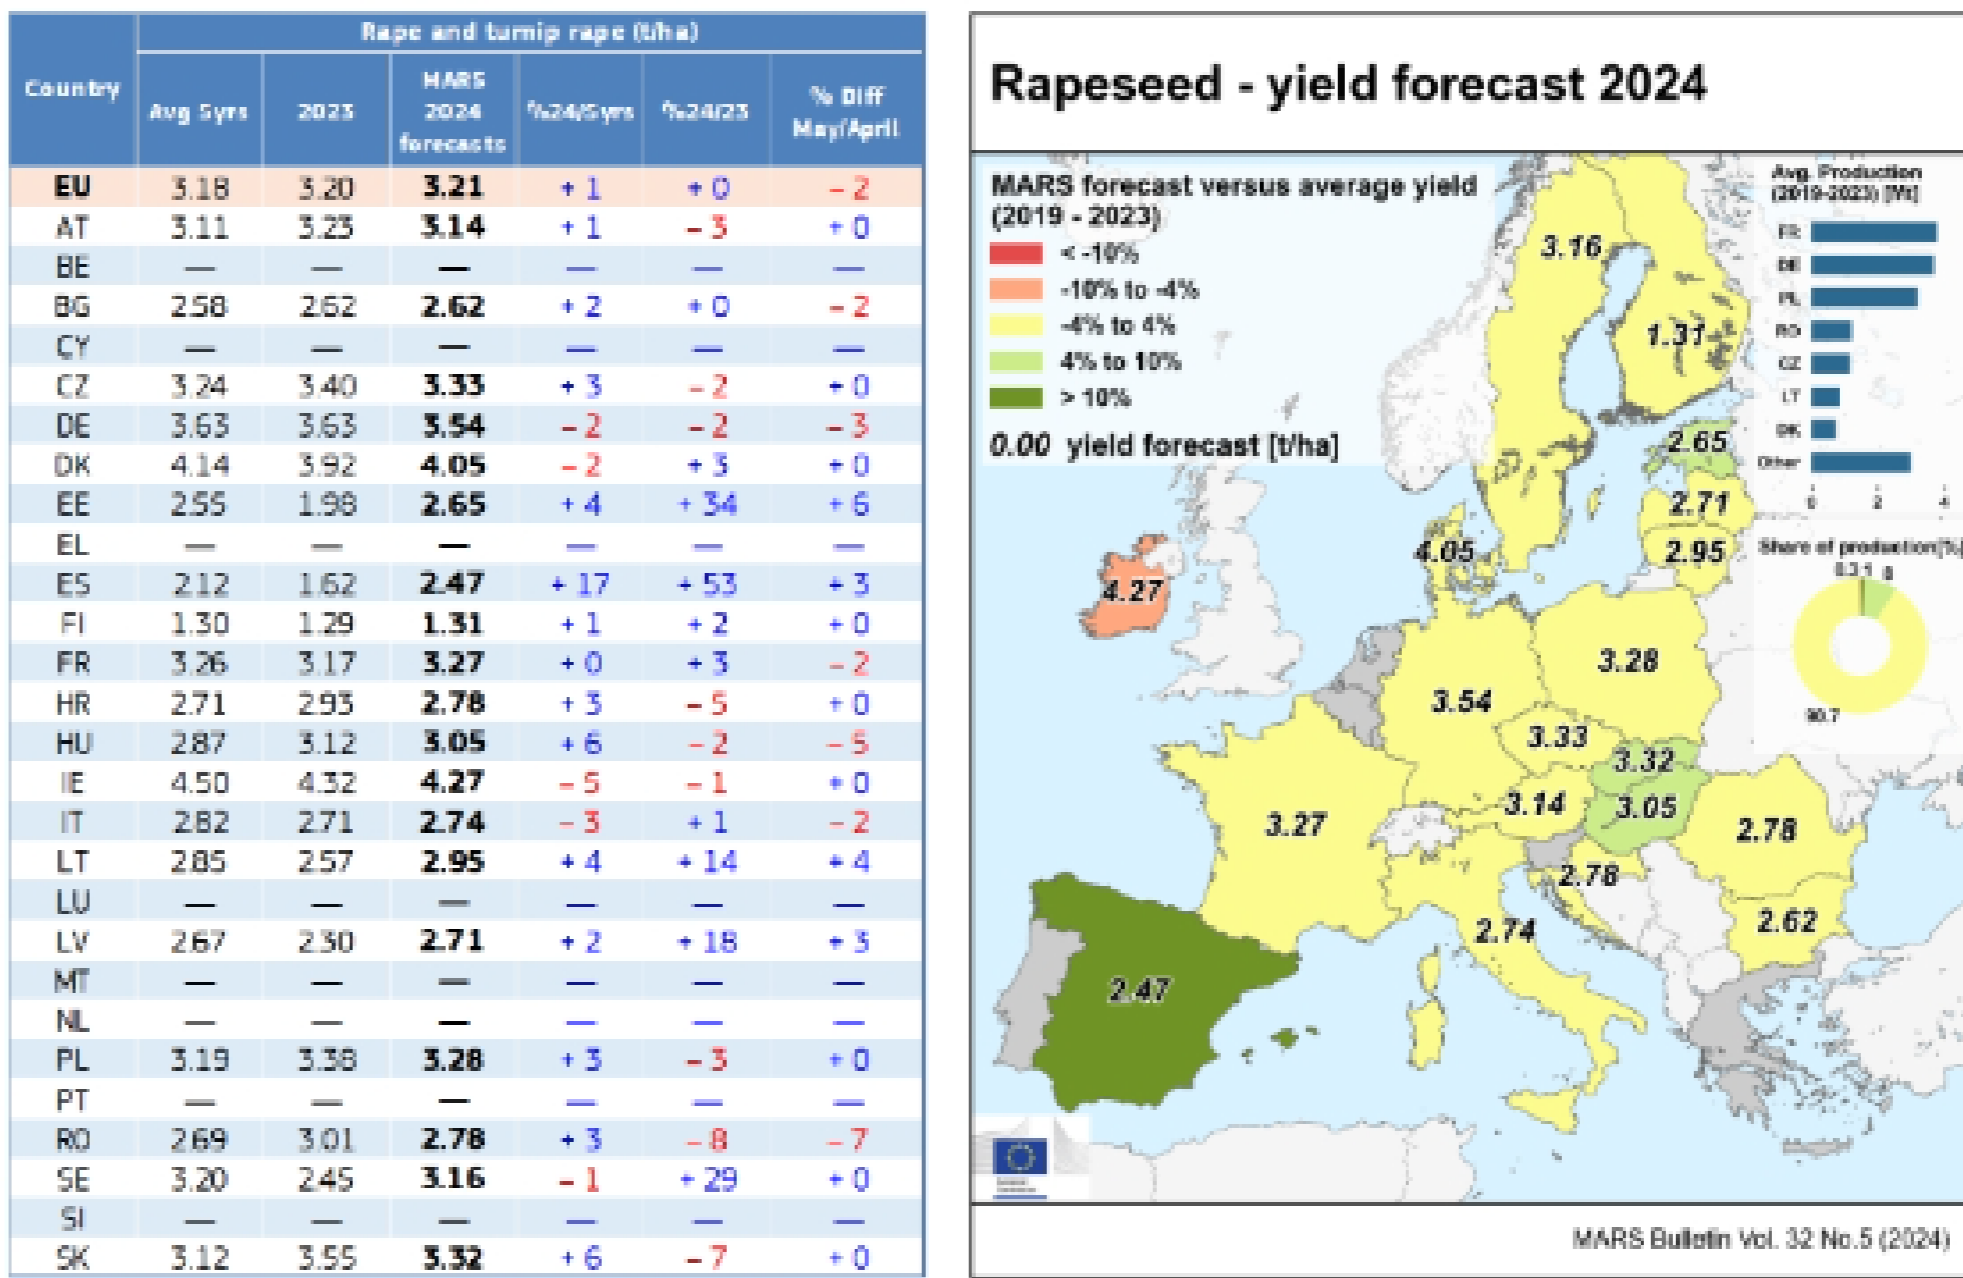 Rape and turnip rape (t/ha)
Country Avg 5yrs 2023 MARS 2024 forecasts %24/5yrs %24/23 % Diff May/April
EU 3.18 3.20 3.21 + 1 + 0 - 2
AT 3.11 3.23 3.14 + 1 - 3 + 0
BE — — — — — —
BG 2.58 2.62 2.62 + 2 + 0 - 2
CY — — — — — —
CZ 3.24 3.40 3.33 + 3 - 2 + 0
DE 3.63 3.63 3.54 - 2 - 2 - 3
DK 4.14 3.92 4.05 - 2 + 3 + 0
EE 2.55 1.98 2.65 + 4 + 34 + 6
EL — — — — — —
ES 2.12 1.62 2.47 + 17 + 53 + 3
FI 1.30 1.29 1.31 + 1 + 2 + 0
FR 3.26 3.17 3.27 + 0 + 3 - 2
HR 2.71 2.93 2.78 + 3 - 5 + 0
HU 2.87 3.12 3.05 + 6 - 2 - 5
IE 4.50 4.32 4.27 - 5 - 1 + 0
IT 2.82 2.71 2.74 - 3 + 1 - 2
LT 2.85 2.57 2.95 + 4 + 14 + 4
LU — — — — — —
LV 2.67 2.30 2.71 + 2 + 18 + 3
MT — — — — — —
NL — — — — — —
PL 3.19 3.38 3.28 + 3 - 3 + 0
PT — — — — — —
RO 2.69 3.01 2.78 + 3 - 8 - 7
SE 3.20 2.45 3.16 - 1 + 29 + 0
SI — — — — — —
SK 3.12 3.55 3.32 + 6 - 7 + 0
Rapeseed - yield forecast 2024
MARS forecast versus average yield
(2019 - 2023)
< -10%
-10% to -4%
-4% to 4%
4% to 10%
> 10%
0.00 yield forecast [t/ha]
Avg. Production
(2019-2023) [Mt]
FR
DE
PL
RO
CZ
LT
DK
Other
0 2 4
Share of production[%]
90.7
3.16
1.31
2.65
2.71
2.95
4.05
4.27
3.28
3.54
3.33
3.32
3.14
3.05
3.27
2.78
2.78
2.62
2.74
2.47
MARS Bulletin Vol. 32 No.5 (2024)